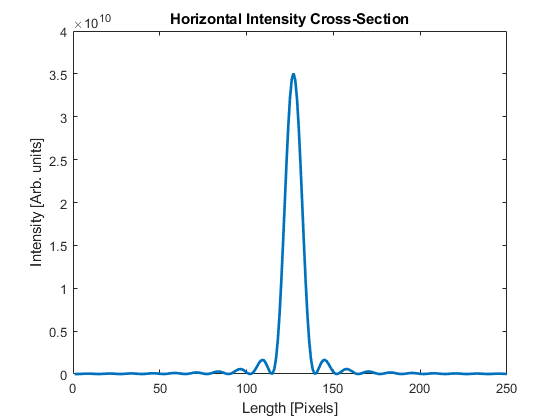 Horizontal Intensity Cross-Section
×10^10
4
3.5
3
2.5
2
1.5
1
0.5
0
Intensity [Arb. units]
0 50 100 150 200 250
Length [Pixels]